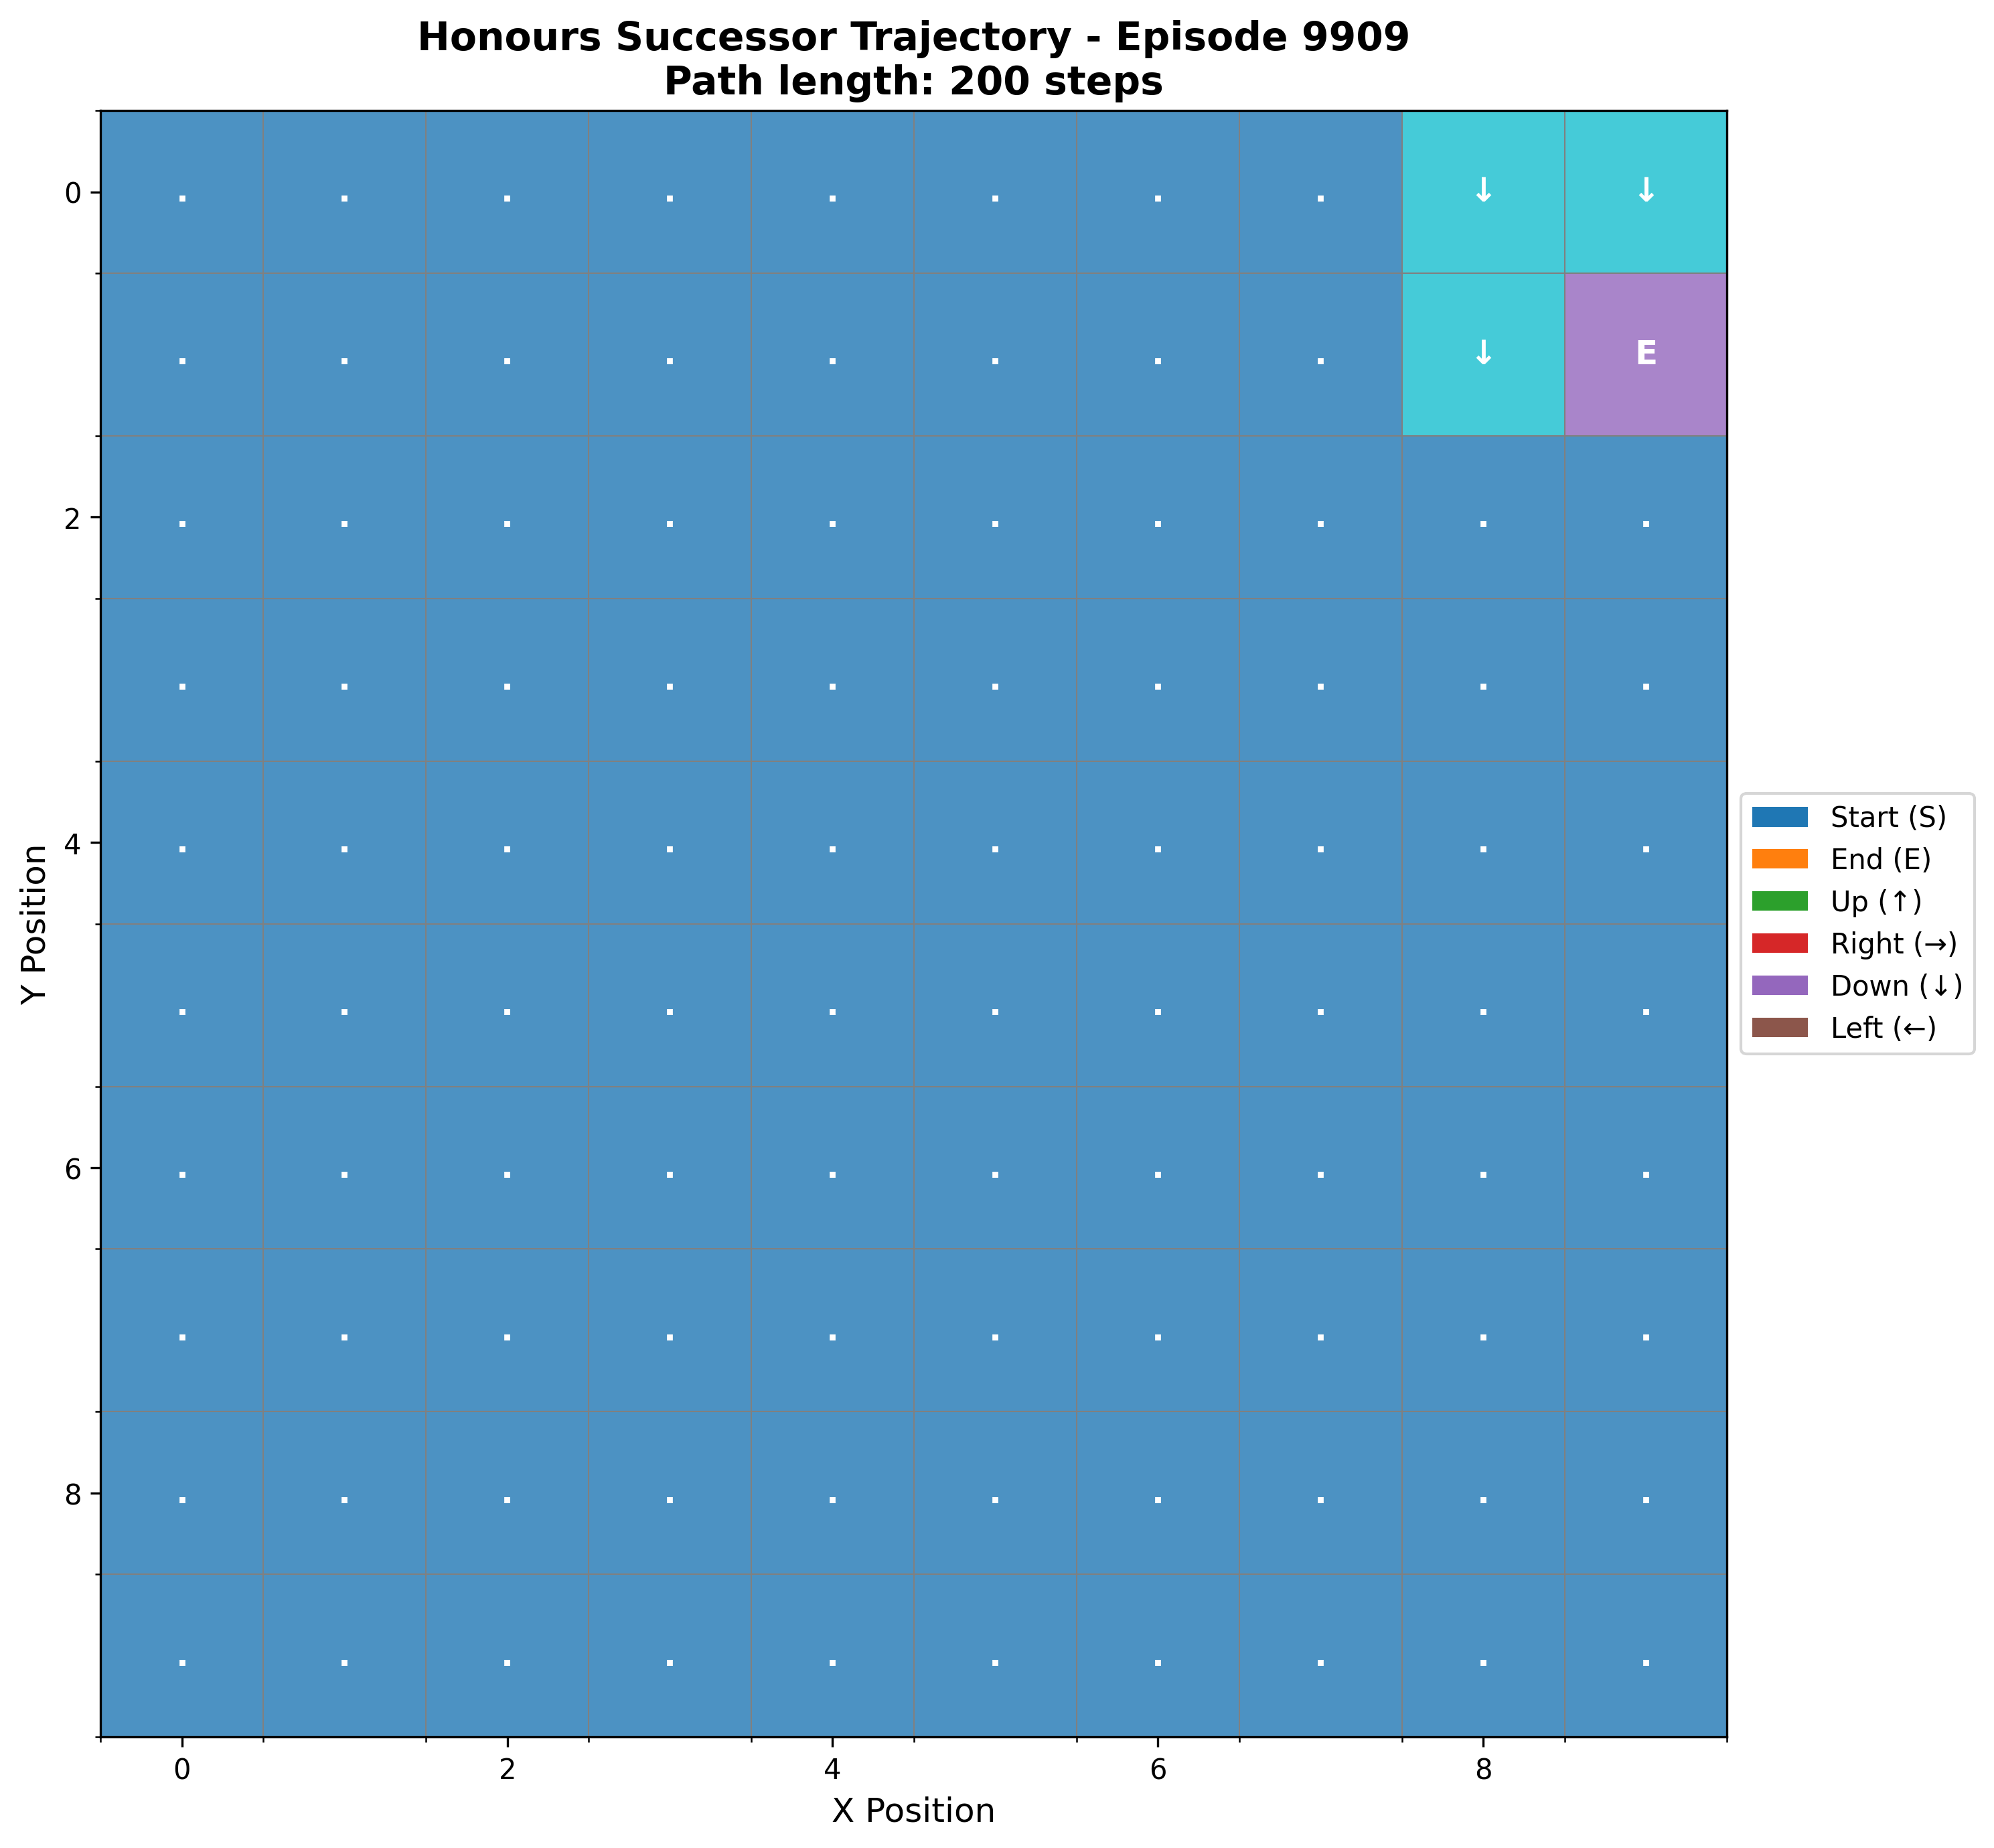 Honours Successor Trajectory - Episode 9909
Path length: 200 steps
0
↓ ↓
↓ E
2
4
6
8
Y Position
0 2 4 6 8
X Position
Start (S)
End (E)
Up (↑)
Right (→)
Down (↓)
Left (←)